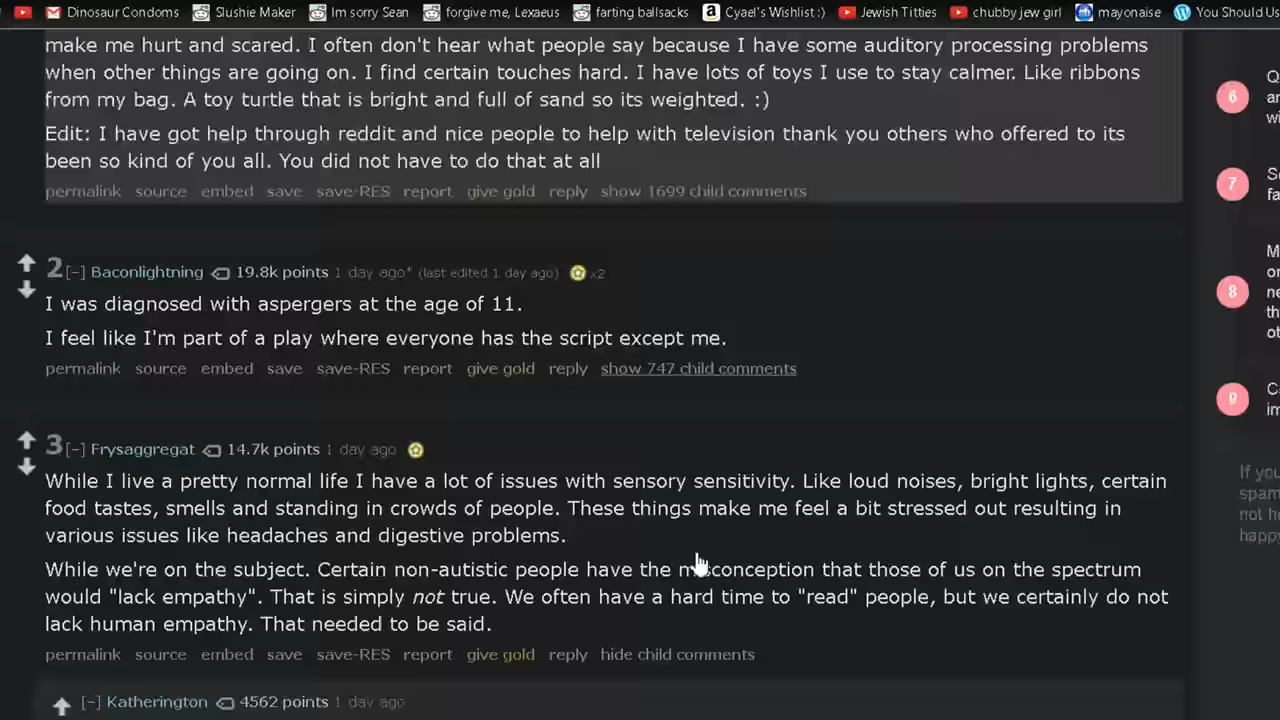 Dinosaur Condoms Slushie Maker Im sorry Sean forgive me, Lexaeus farting ballsacks Cyael's Wishlist :) Jewish Titties chubby jew girl mayonaise You Should Us
make me hurt and scared. I often don't hear what people say because I have some auditory processing problems
when other things are going on. I find certain touches hard. I have lots of toys I use to stay calmer. Like ribbons
from my bag. A toy turtle that is bright and full of sand so its weighted. :)
Edit: I have got help through reddit and nice people to help with television thank you others who offered to its
been so kind of you all. You did not have to do that at all
permalink source embed save save-RES report give gold reply show 1699 child comments
2 [–] Baconlightning 19.8k points 1 day ago* (last edited 1 day ago) x2
I was diagnosed with aspergers at the age of 11.
I feel like I'm part of a play where everyone has the script except me.
permalink source embed save save-RES report give gold reply show 747 child comments
3 [–] Frysaggregat 14.7k points 1 day ago
While I live a pretty normal life I have a lot of issues with sensory sensitivity. Like loud noises, bright lights, certain
food tastes, smells and standing in crowds of people. These things make me feel a bit stressed out resulting in
various issues like headaches and digestive problems.
While we're on the subject. Certain non-autistic people have the misconception that those of us on the spectrum
would "lack empathy". That is simply not true. We often have a hard time to "read" people, but we certainly do not
lack human empathy. That needed to be said.
permalink source embed save save-RES report give gold reply hide child comments
[–] Katherington 4562 points 1 day ago
6
7
8
9
If you
spam
not he
happy